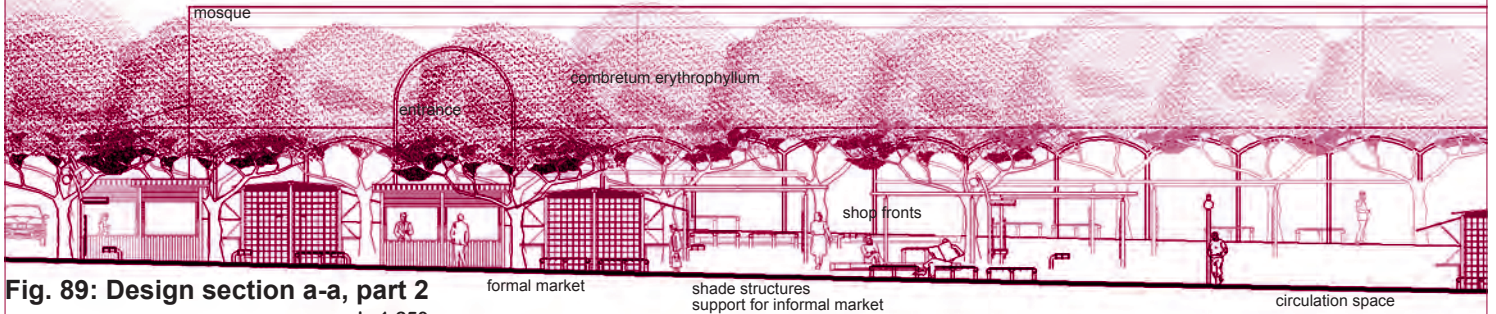 mosque
combretum erythrophyllum
entrance
shop fronts
Fig. 89: Design section a-a, part 2
formal market
shade structures
support for informal market
circulation space